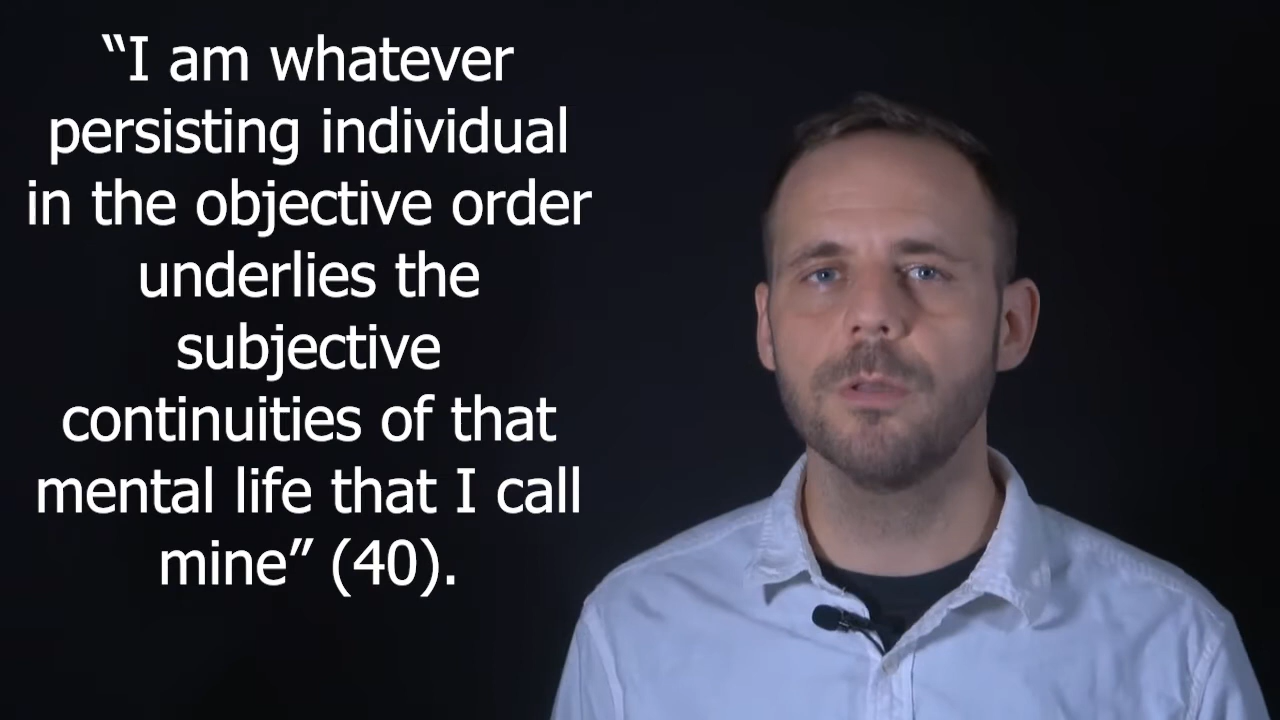 “I am whatever
persisting individual
in the objective order
underlies the
subjective
continuities of that
mental life that I call
mine” (40).